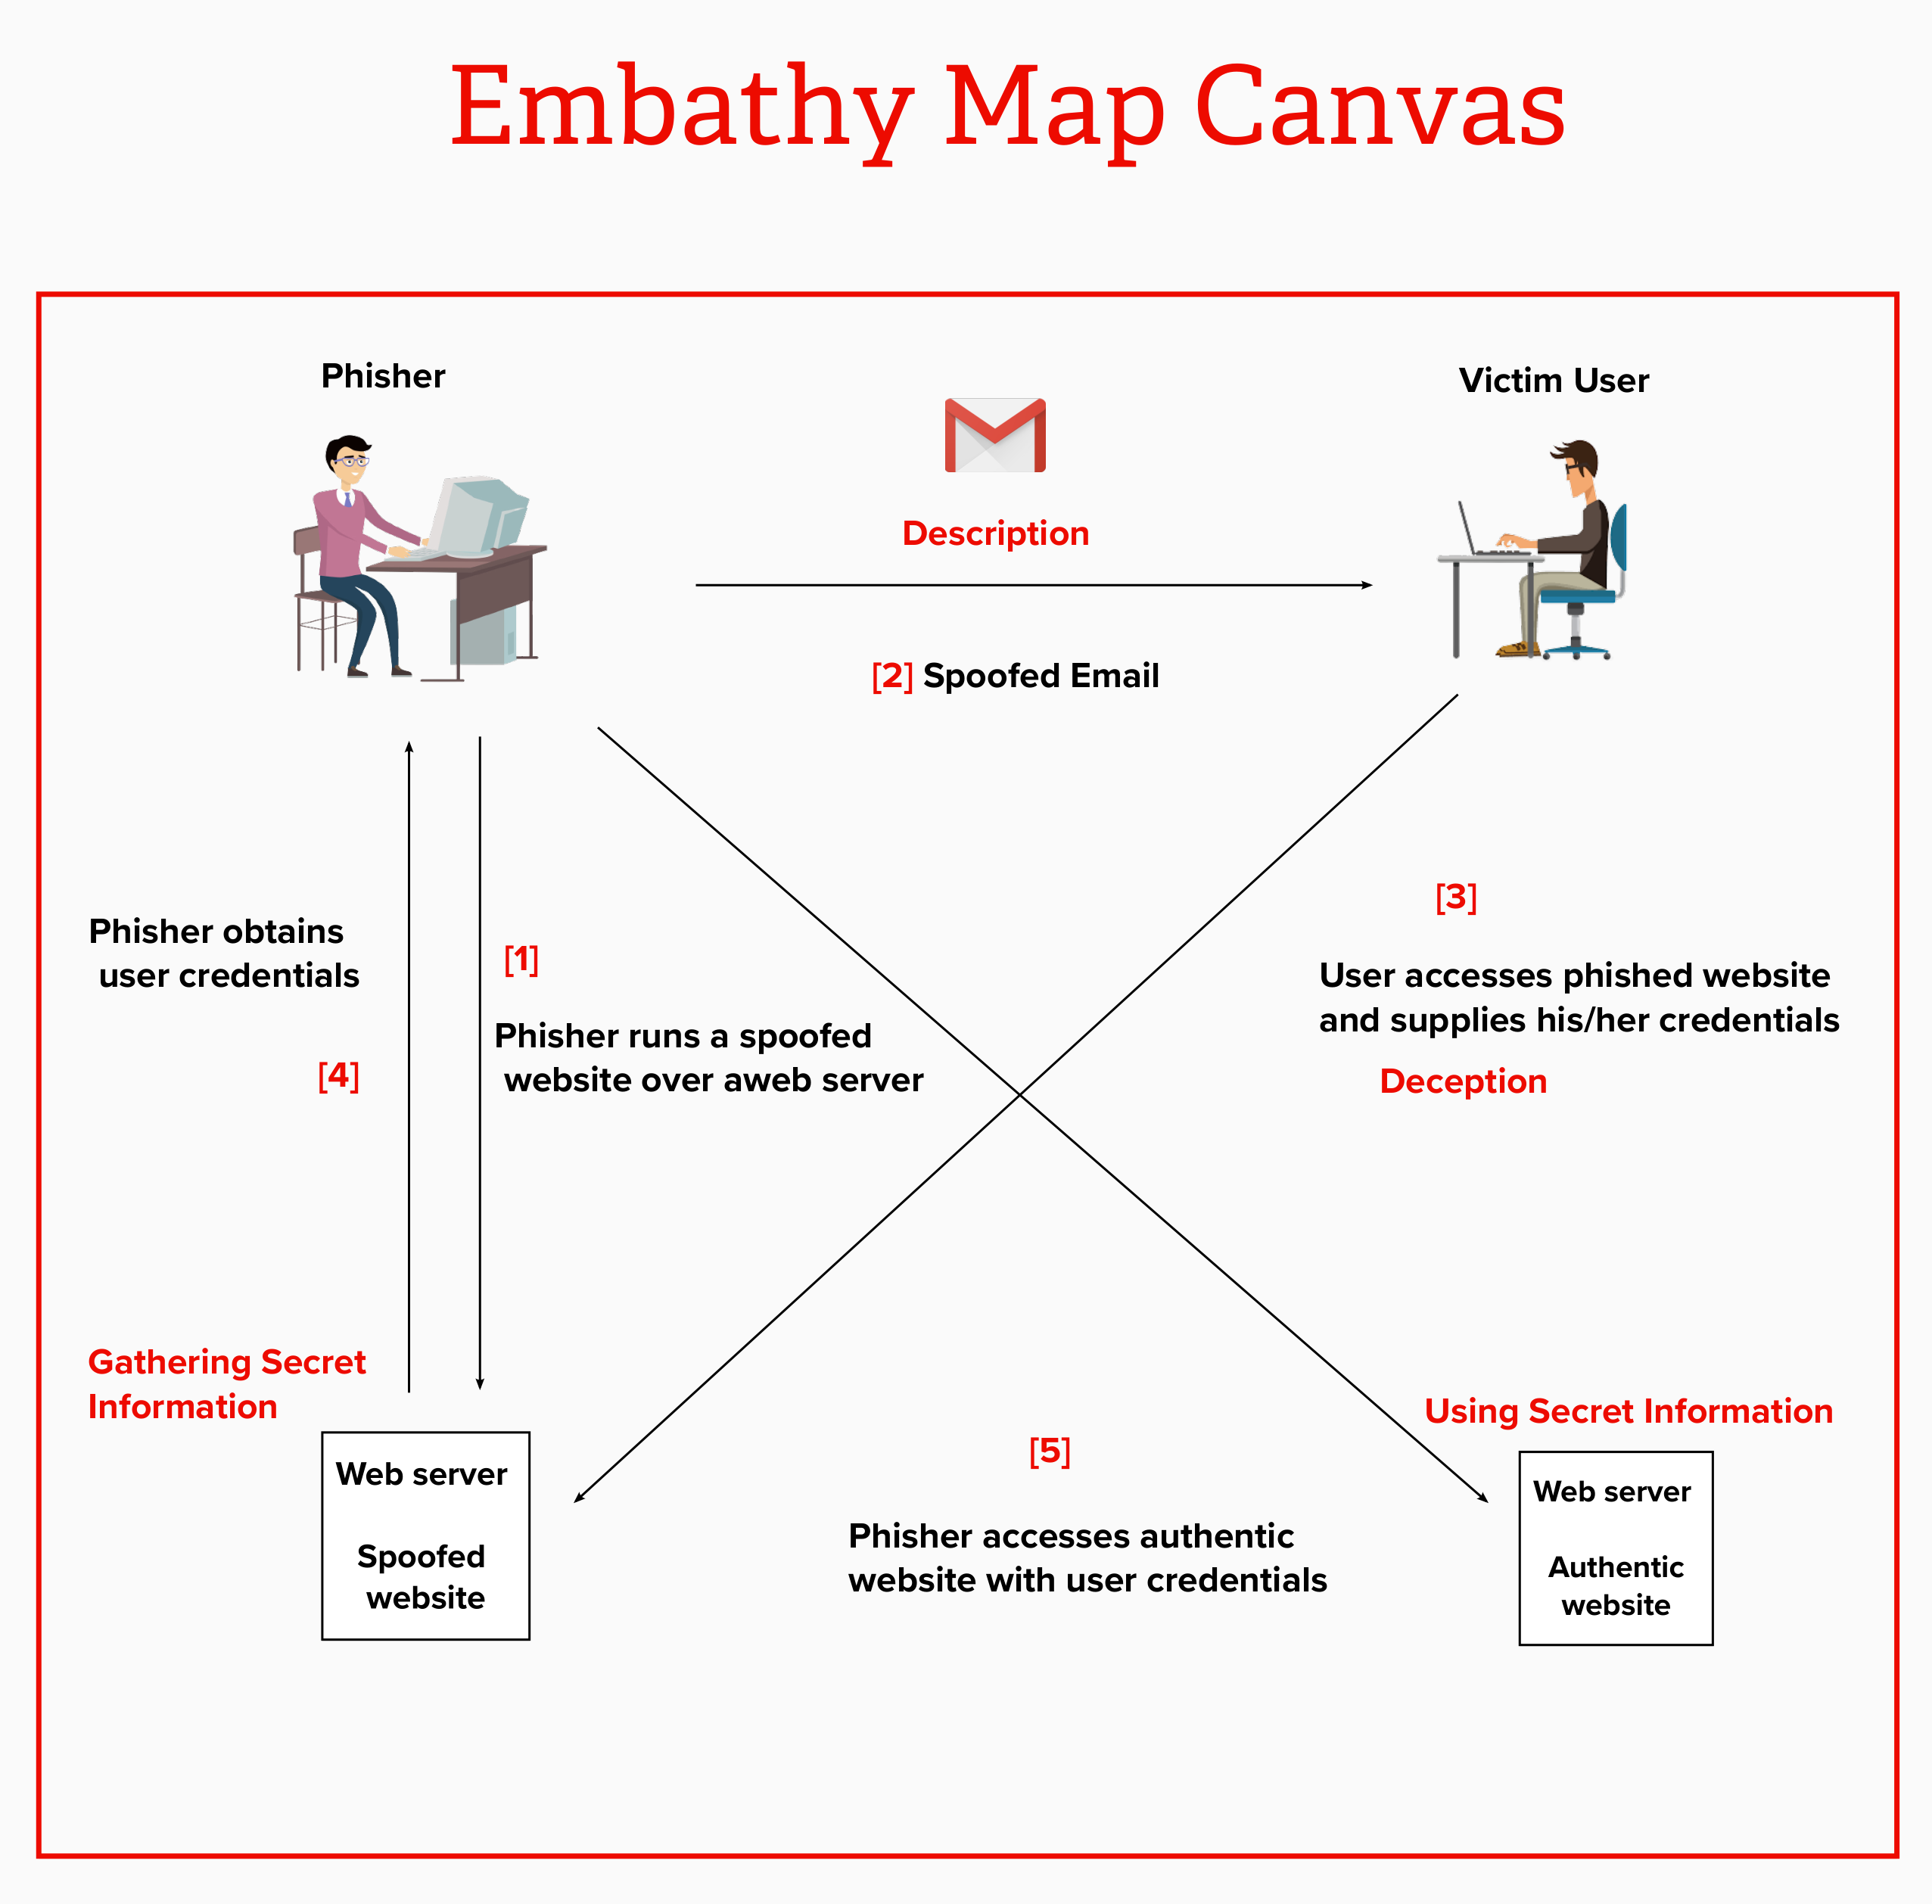 Embathy Map Canvas
Phisher
Victim User
Description
[2] Spoofed Email
[3]
Phisher obtains
user credentials
[1]
User accesses phished website
and supplies his/her credentials
Phisher runs a spoofed
website over aweb server
[4]
Deception
Gathering Secret
Information
Using Secret Information
[5]
Web server
Spoofed
website
Phisher accesses authentic
website with user credentials
Web server
Authentic
website